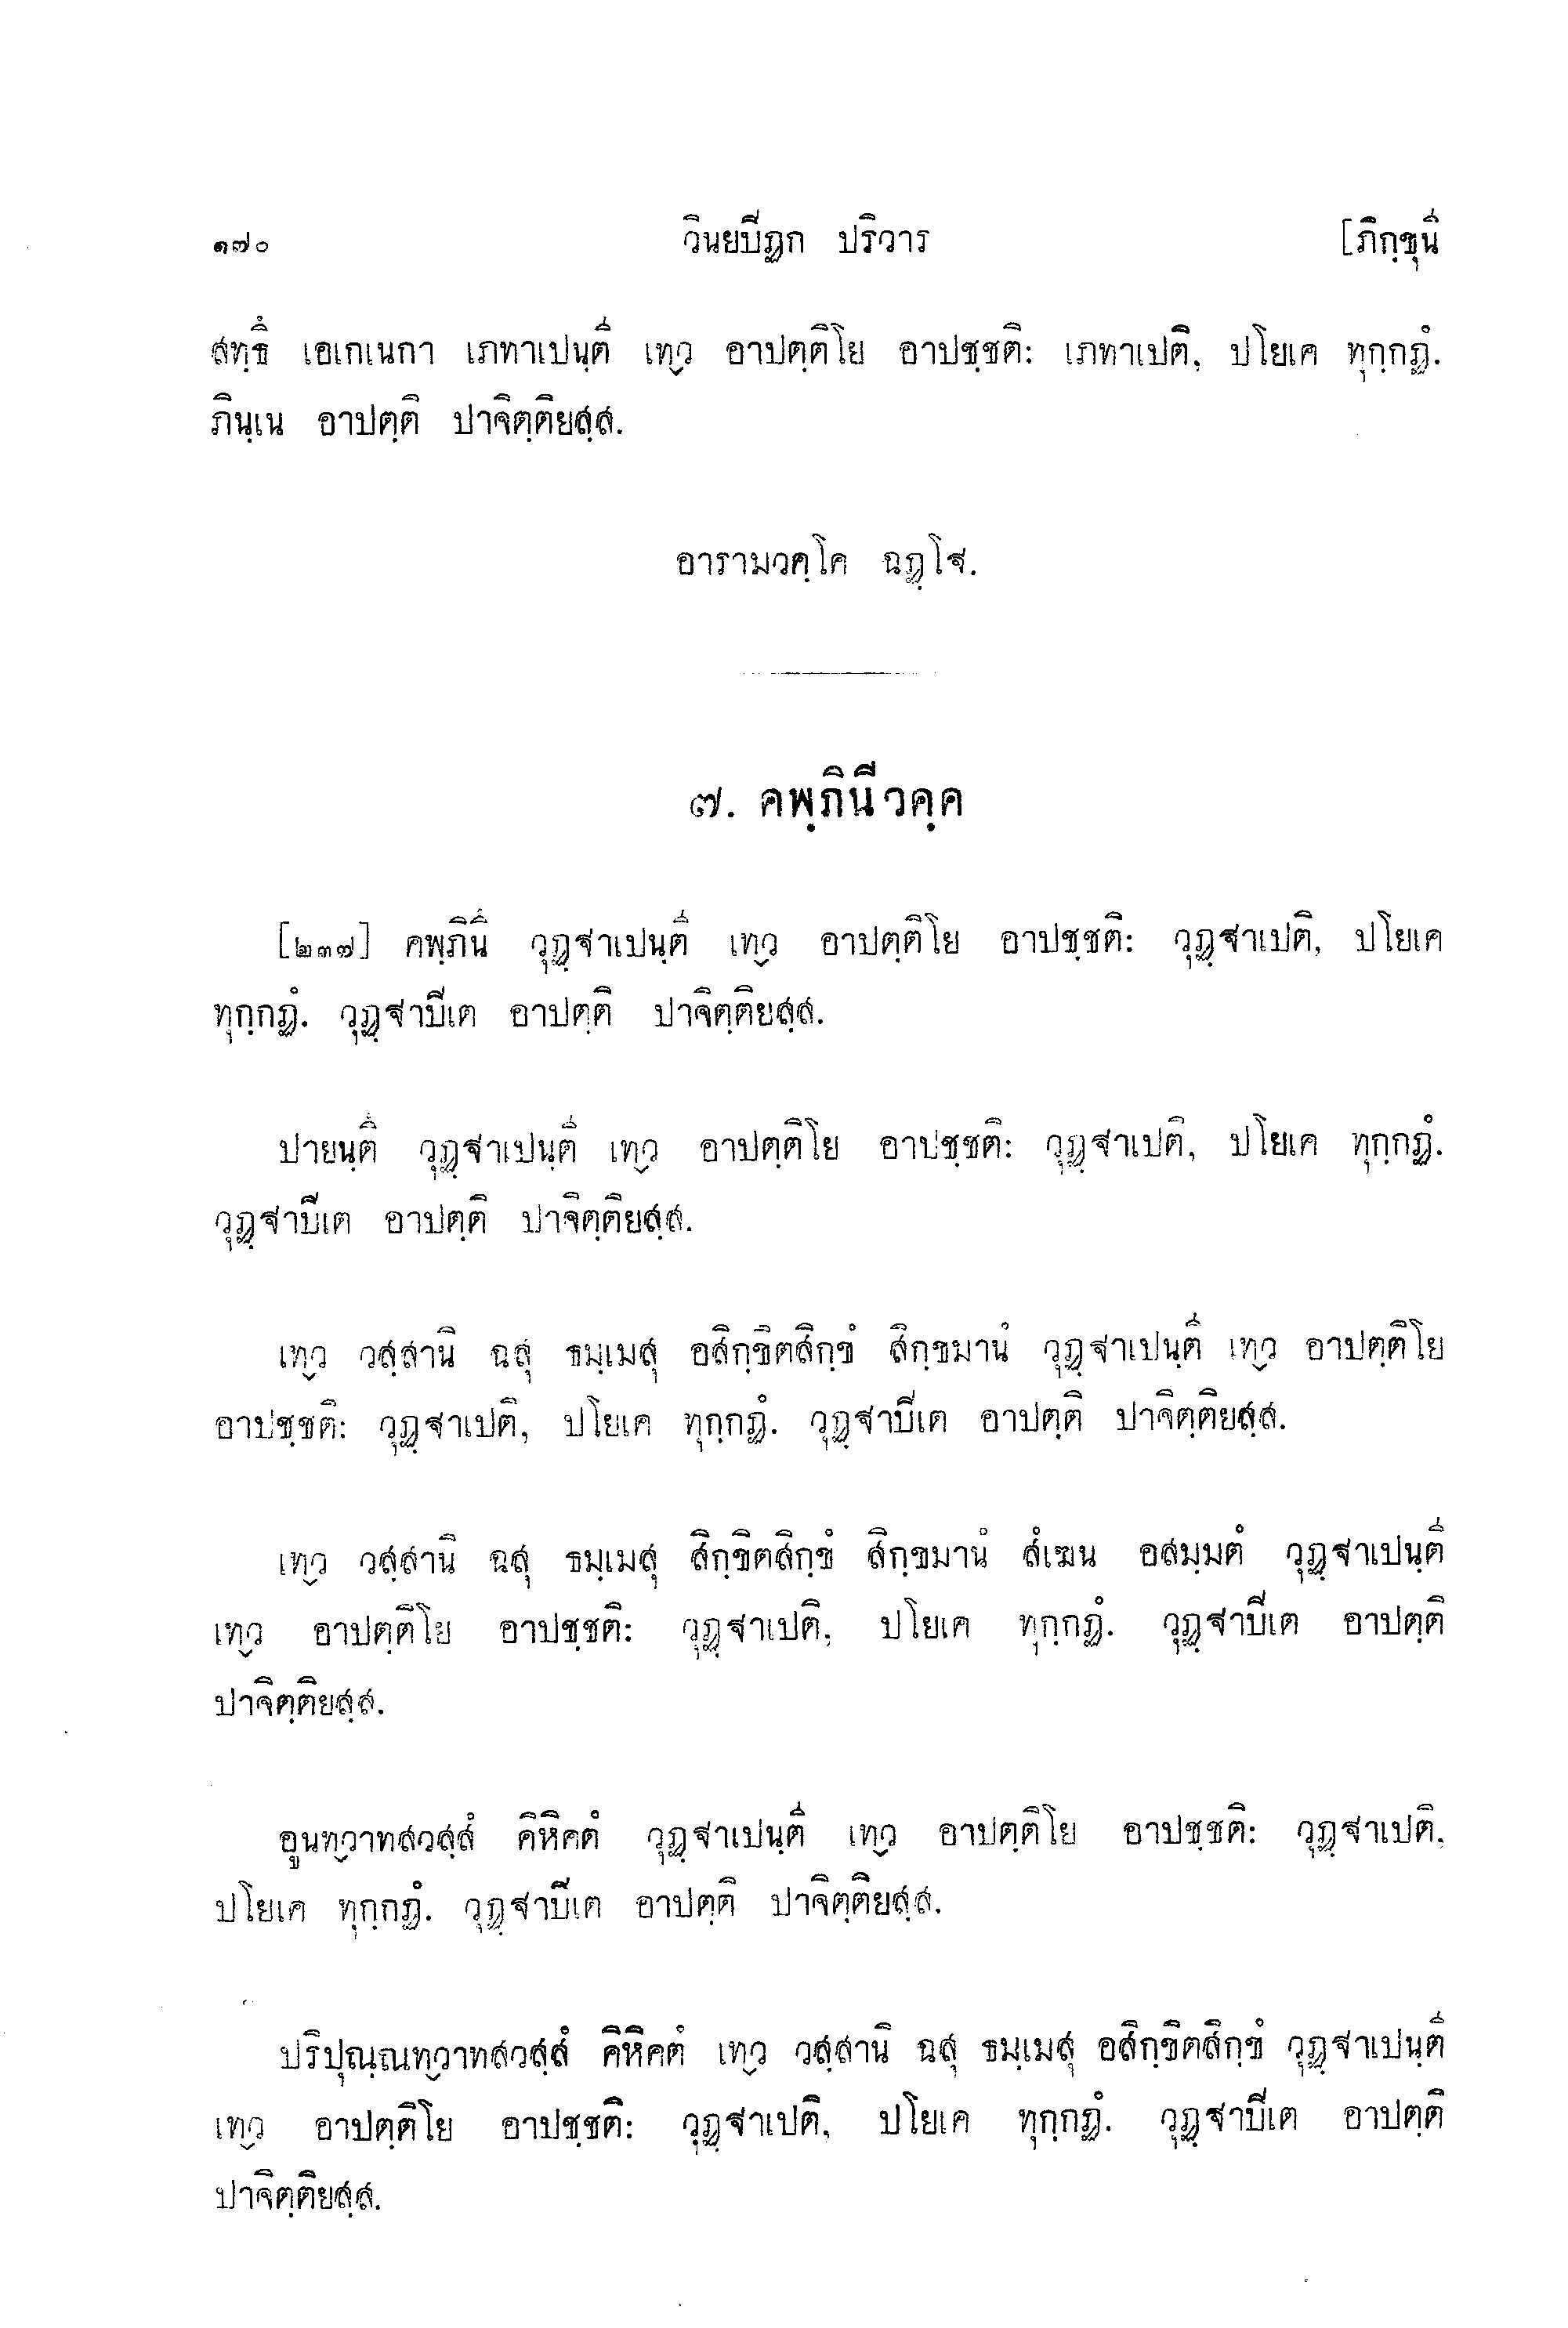 ๑๗๐ วินยปิฏก ปริวาร [ภิกฺขุนี
สทฺธึ เอเกเนกา เภทาเปนฺตี เทฺว อาปตฺติโย อาปชฺชติ: เภทาเปติ, ปโยเค ทุกฺกฏํ.
ภินฺเน อาปตฺติ ปาจิตฺติยสฺส.
อารามวคฺโค ฉฏฺโฐ.
๗. คพฺภินีวคฺค
[๒๓๗] คพฺภินึ วุฏฺฐาเปนฺตี เทฺว อาปตฺติโย อาปชฺชติ: วุฏฺฐาเปติ, ปโยเค
ทุกฺกฏํ. วุฏฺฐาปิเต อาปตฺติ ปาจิตฺติยสฺส.
ปายนฺตึ วุฏฺฐาเปนฺตี เทฺว อาปตฺติโย อาปชฺชติ: วุฏฺฐาเปติ, ปโยเค ทุกฺกฏํ.
วุฏฺฐาปิเต อาปตฺติ ปาจิตฺติยสฺส.
เทฺว วสฺสานิ ฉสุ ธมฺเมสุ อสิกฺขิตสิกฺขํ สิกฺขมานํ วุฏฺฐาเปนฺตี เทฺว อาปตฺติโย
อาปชฺชติ: วุฏฺฐาเปติ, ปโยเค ทุกฺกฏํ. วุฏฺฐาปิเต อาปตฺติ ปาจิตฺติยสฺส.
เทฺว วสฺสานิ ฉสุ ธมฺเมสุ สิกฺขิตสิกฺขํ สิกฺขมานํ สํเฆน อสมฺมตํ วุฏฺฐาเปนฺตี
เทฺว อาปตฺติโย อาปชฺชติ: วุฏฺฐาเปติ, ปโยเค ทุกฺกฏํ. วุฏฺฐาปิเต อาปตฺติ
ปาจิตฺติยสฺส.
อูนทฺวาทสวสฺสํ คิหิคตํ วุฏฺฐาเปนฺตี เทฺว อาปตฺติโย อาปชฺชติ: วุฏฺฐาเปติ,
ปโยเค ทุกฺกฏํ. วุฏฺฐาปิเต อาปตฺติ ปาจิตฺติยสฺส.
ปริปุณฺณทฺวาทสวสฺสํ คิหิคตํ เทฺว วสฺสานิ ฉสุ ธมฺเมสุ อสิกฺขิตสิกฺขํ วุฏฺฐาเปนฺตี
เทฺว อาปตฺติโย อาปชฺชติ: วุฏฺฐาเปติ, ปโยเค ทุกฺกฏํ. วุฏฺฐาปิเต อาปตฺติ
ปาจิตฺติยสฺส.